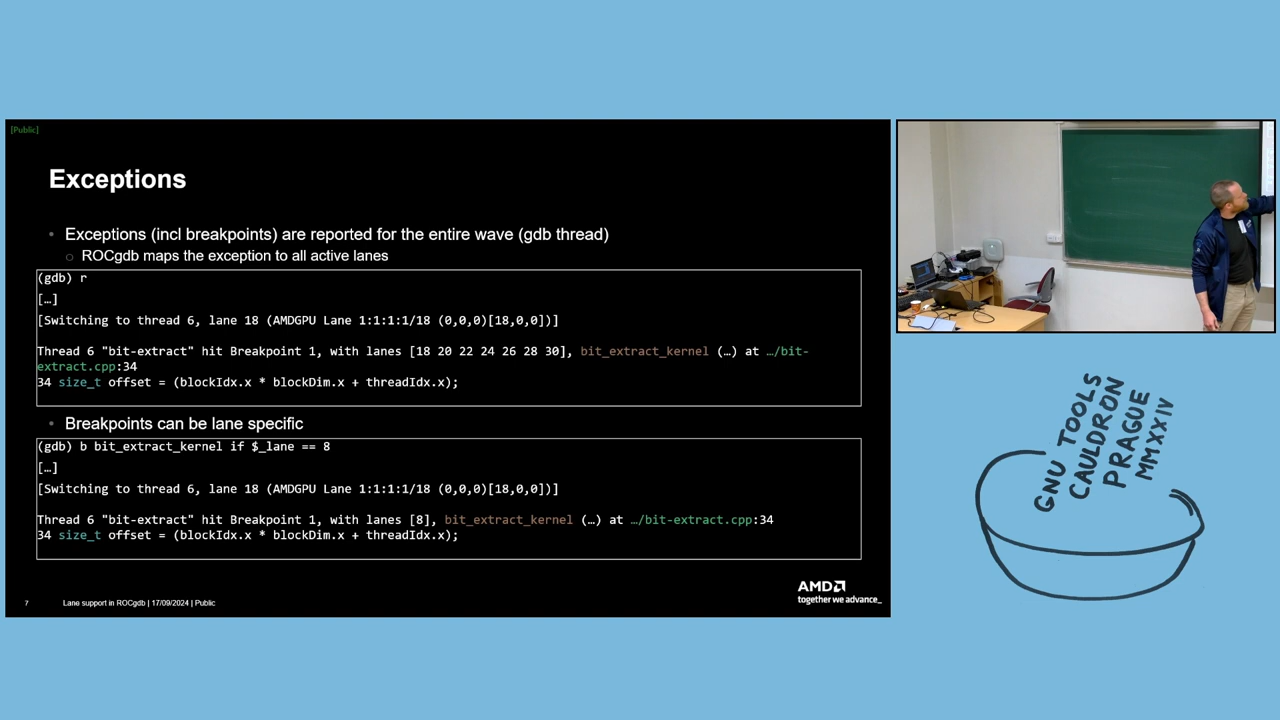 [Public]
Exceptions
• Exceptions (incl breakpoints) are reported for the entire wave (gdb thread)
○ ROCgdb maps the exception to all active lanes
(gdb) r
[…]
[Switching to thread 6, lane 18 (AMDGPU Lane 1:1:1:1/18 (0,0,0)[18,0,0])]
Thread 6 "bit-extract" hit Breakpoint 1, with lanes [18 20 22 24 26 28 30], bit_extract_kernel (…) at …/bit-
extract.cpp:34
34 size_t offset = (blockIdx.x * blockDim.x + threadIdx.x);
• Breakpoints can be lane specific
(gdb) b bit_extract_kernel if $_lane == 8
[…]
[Switching to thread 6, lane 18 (AMDGPU Lane 1:1:1:1/18 (0,0,0)[18,0,0])]
Thread 6 "bit-extract" hit Breakpoint 1, with lanes [8], bit_extract_kernel (…) at …/bit-extract.cpp:34
34 size_t offset = (blockIdx.x * blockDim.x + threadIdx.x);
7
Lane support in ROCgdb | 17/09/2024 | Public
AMD
together we advance_
GNU TOOLS
CAULDRON
PRAGUE
MMXXIV